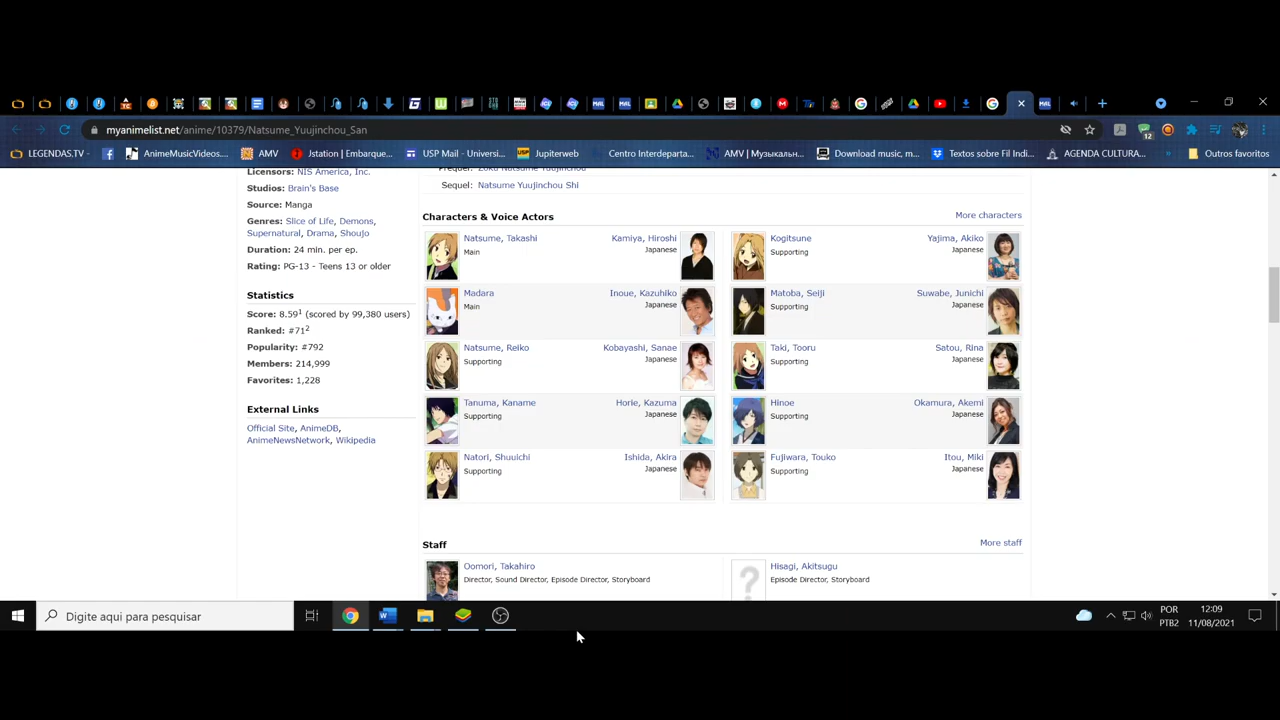 myanimelist.net/anime/10379/Natsume_Yuujinchou_San
LEGENDAS.TV
AnimeMusicVideos...
AMV
Jstation | Embarque...
USP Mail - Universi...
Jupiterweb
Centro Interdeparta...
AMV | Музыкальн...
Download music, m...
Textos sobre Fil Indi...
AGENDA CULTURA...
Outros favoritos
Licensors: NIS America, Inc.
Studios: Brain's Base
Source: Manga
Genres: Slice of Life, Demons,
Supernatural, Drama, Shoujo
Duration: 24 min. per ep.
Rating: PG-13 - Teens 13 or older
Statistics
Score: 8.59¹ (scored by 99,380 users)
Ranked: #71²
Popularity: #792
Members: 214,999
Favorites: 1,228
External Links
Official Site, AnimeDB,
AnimeNewsNetwork, Wikipedia
Prequel: Zoku Natsume Yuujinchou
Sequel: Natsume Yuujinchou Shi
Characters & Voice Actors
More characters
Natsume, Takashi
Main
Kamiya, Hiroshi
Japanese
Kogitsune
Supporting
Yajima, Akiko
Japanese
Madara
Main
Inoue, Kazuhiko
Japanese
Matoba, Seiji
Supporting
Suwabe, Junichi
Japanese
Natsume, Reiko
Supporting
Kobayashi, Sanae
Japanese
Taki, Tooru
Supporting
Satou, Rina
Japanese
Tanuma, Kaname
Supporting
Horie, Kazuma
Japanese
Hinoe
Supporting
Okamura, Akemi
Japanese
Natori, Shuuichi
Supporting
Ishida, Akira
Japanese
Fujiwara, Touko
Supporting
Itou, Miki
Japanese
Staff
More staff
Oomori, Takahiro
Director, Sound Director, Episode Director, Storyboard
Hisagi, Akitsugu
Episode Director, Storyboard
Digite aqui para pesquisar
POR
PTB2
12:09
11/08/2021